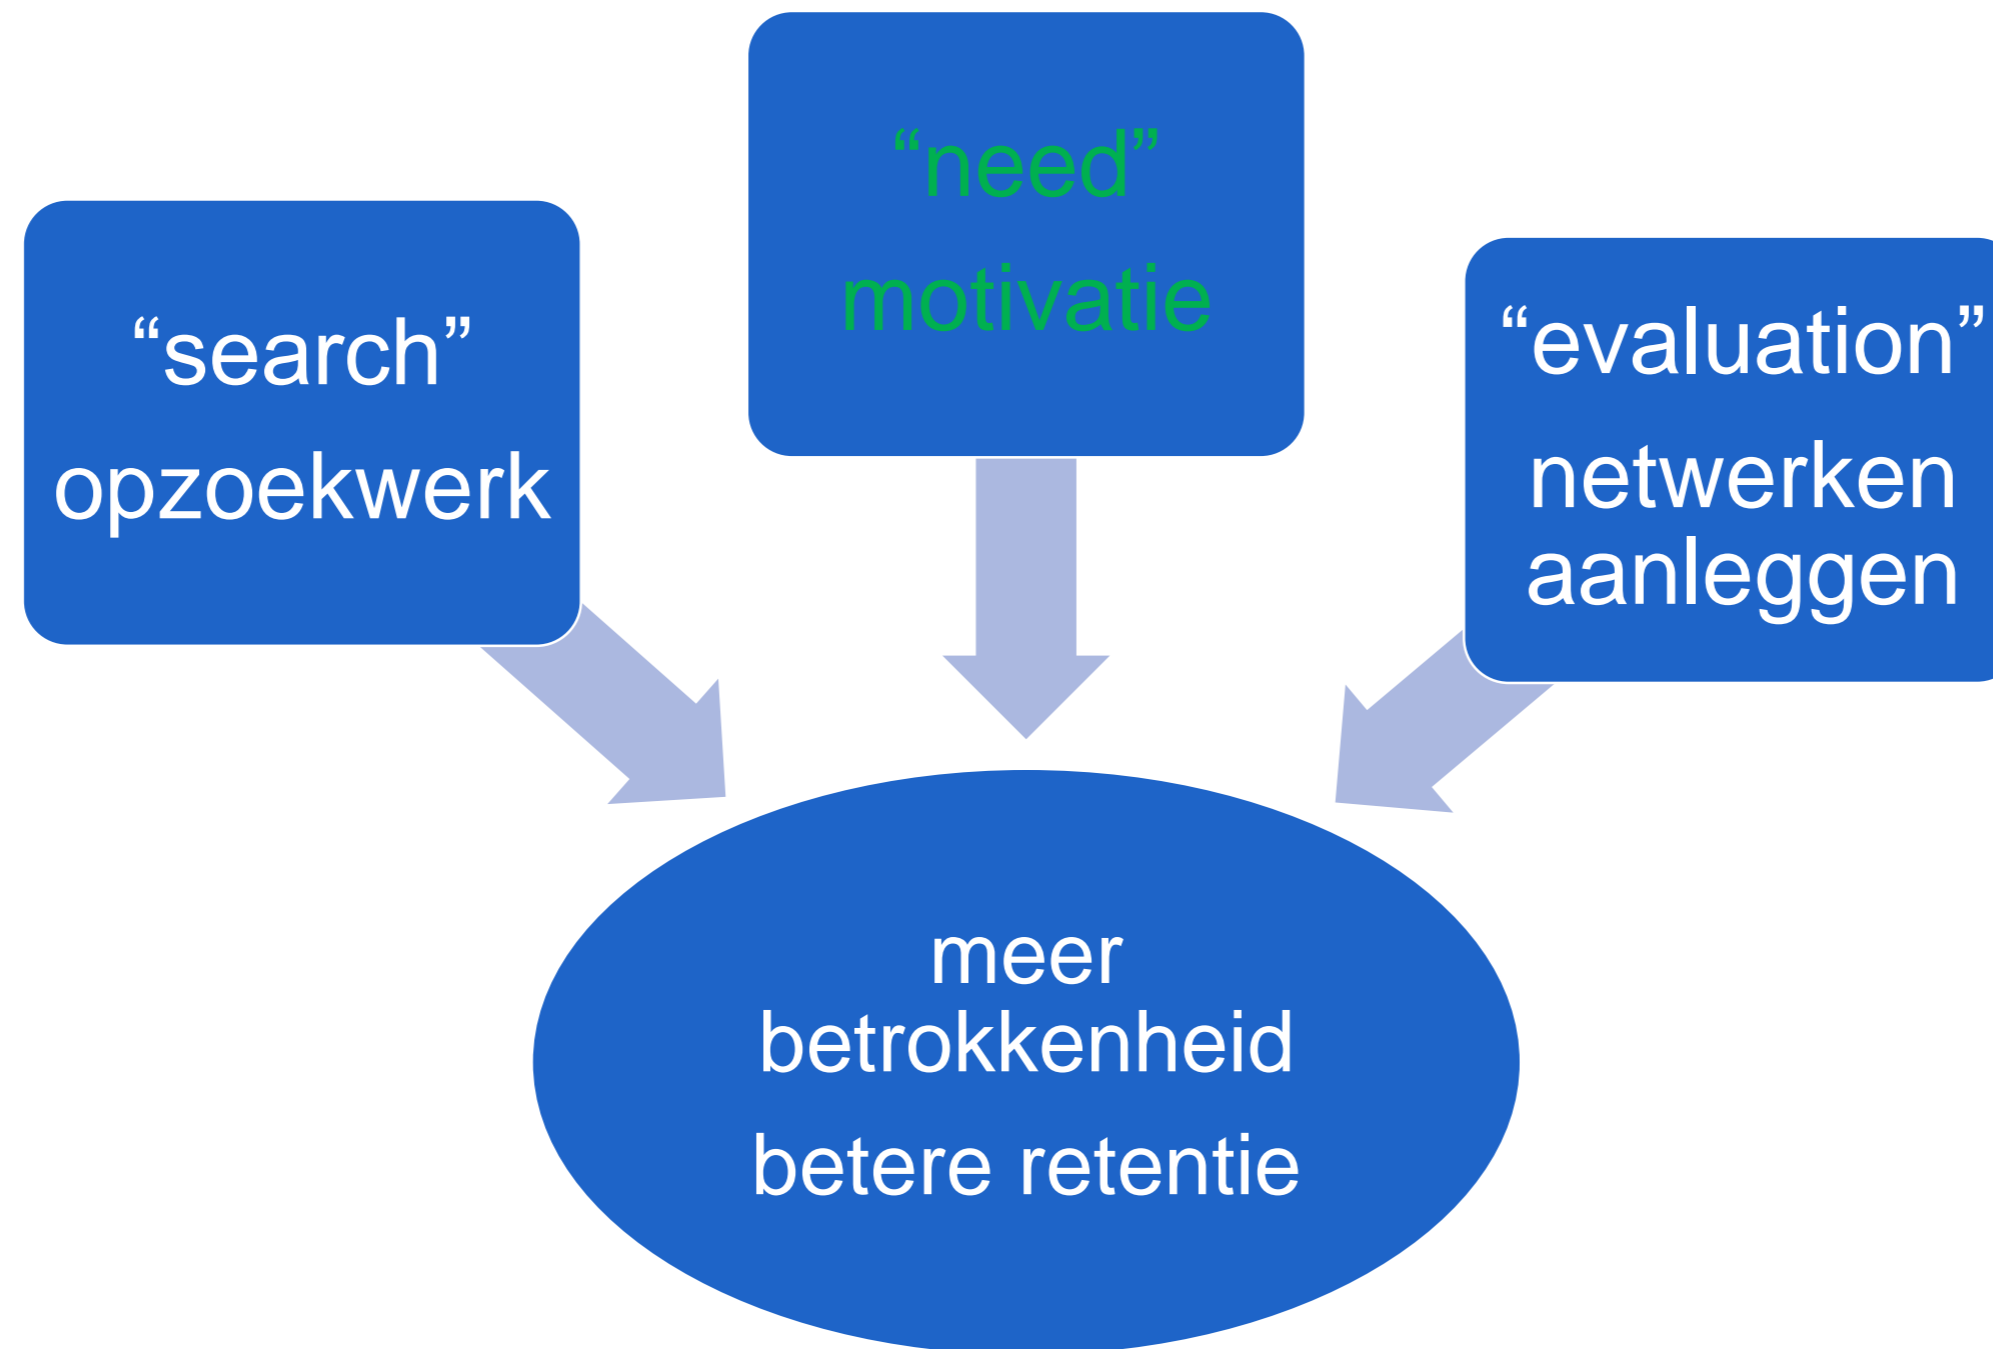 “search”
opzoekwerk
“need”
motivatie
“evaluation”
netwerken
aanleggen
meer
betrokkenheid
betere retentie